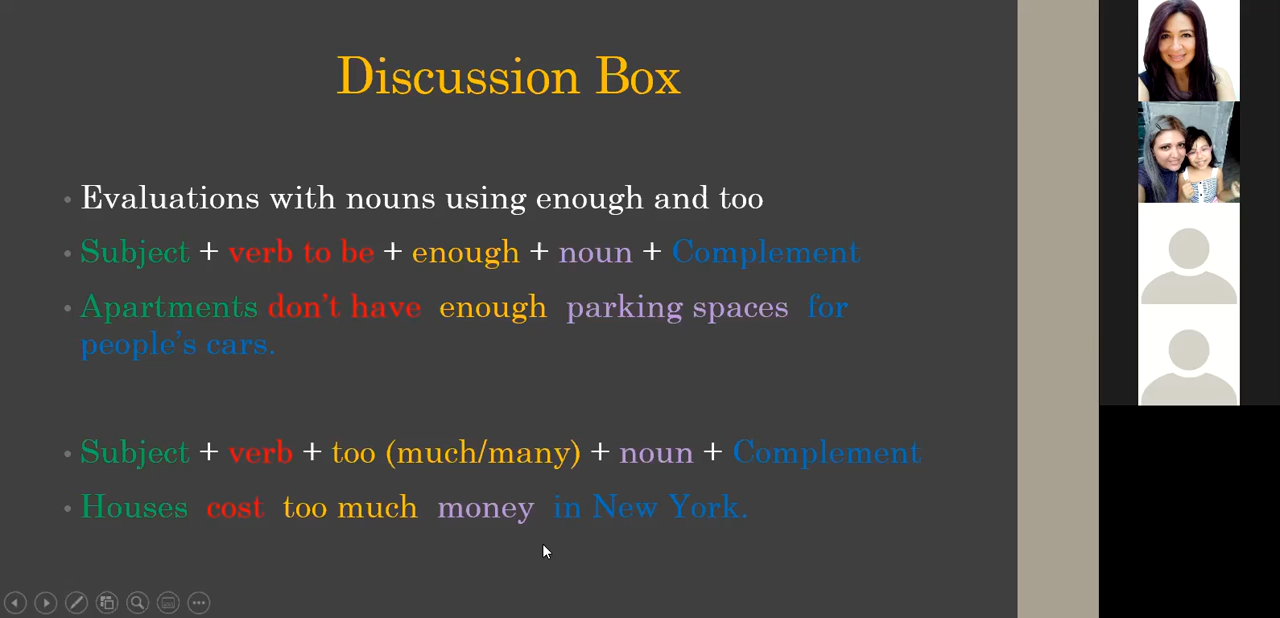 Discussion Box
Evaluations with nouns using enough and too
Subject + verb to be + enough + noun + Complement
Apartments don't have enough parking spaces for
people's cars.
Subject + verb + too (much/many) + noun + Complement
Houses cost too much money in New York.